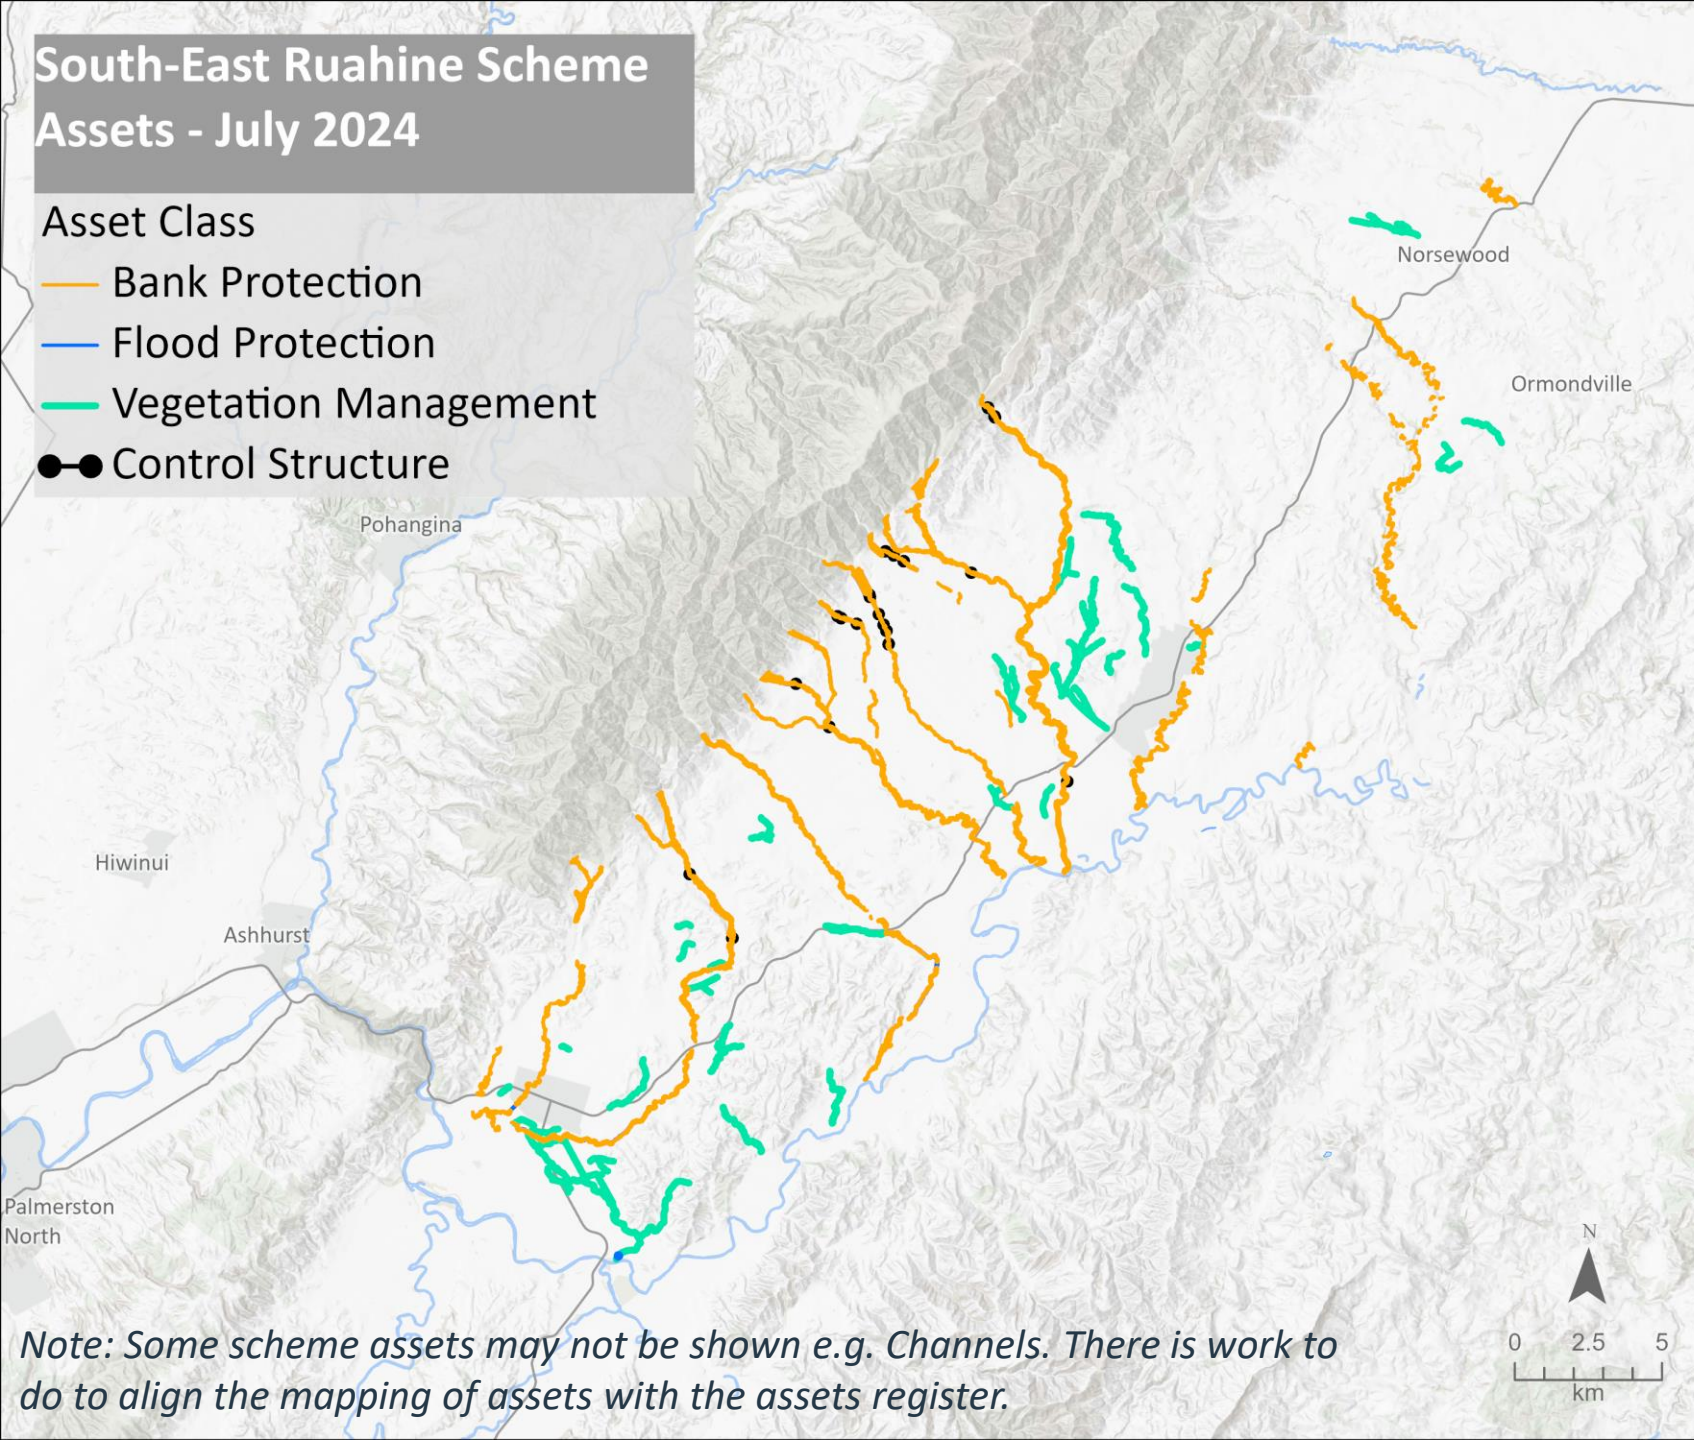 South-East Ruahine Scheme
Assets - July 2024
Asset Class
Bank Protection
Flood Protection
Vegetation Management
Control Structure
Norsewood
Ormondville
Pohangina
Hiwinui
Ashhurst
Palmerston
North
N
0 2.5 5
km
Note: Some scheme assets may not be shown e.g. Channels. There is work to
do to align the mapping of assets with the assets register.